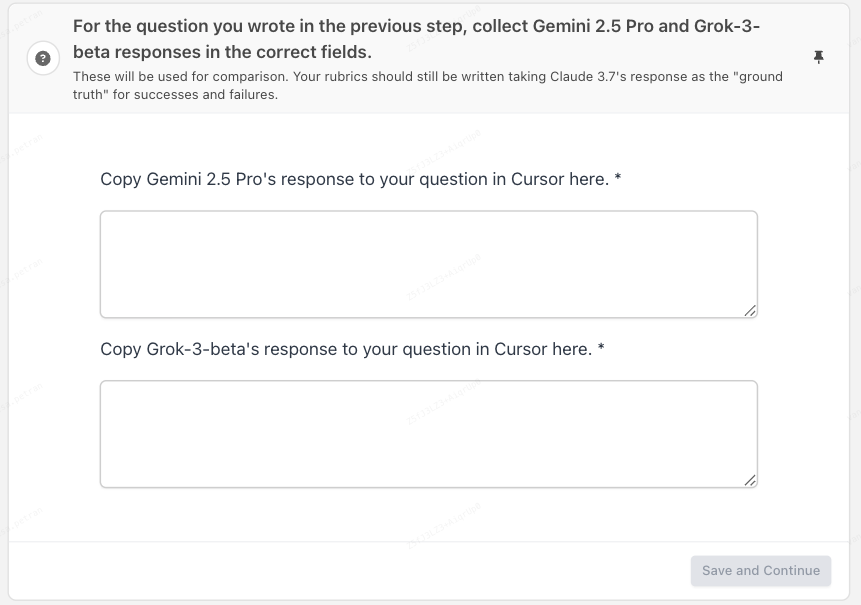 For the question you wrote in the previous step, collect Gemini 2.5 Pro and Grok-3-
beta responses in the correct fields.
These will be used for comparison. Your rubrics should still be written taking Claude 3.7's response as the "ground
truth" for successes and failures.
Copy Gemini 2.5 Pro's response to your question in Cursor here. *
Copy Grok-3-beta's response to your question in Cursor here. *
Save and Continue